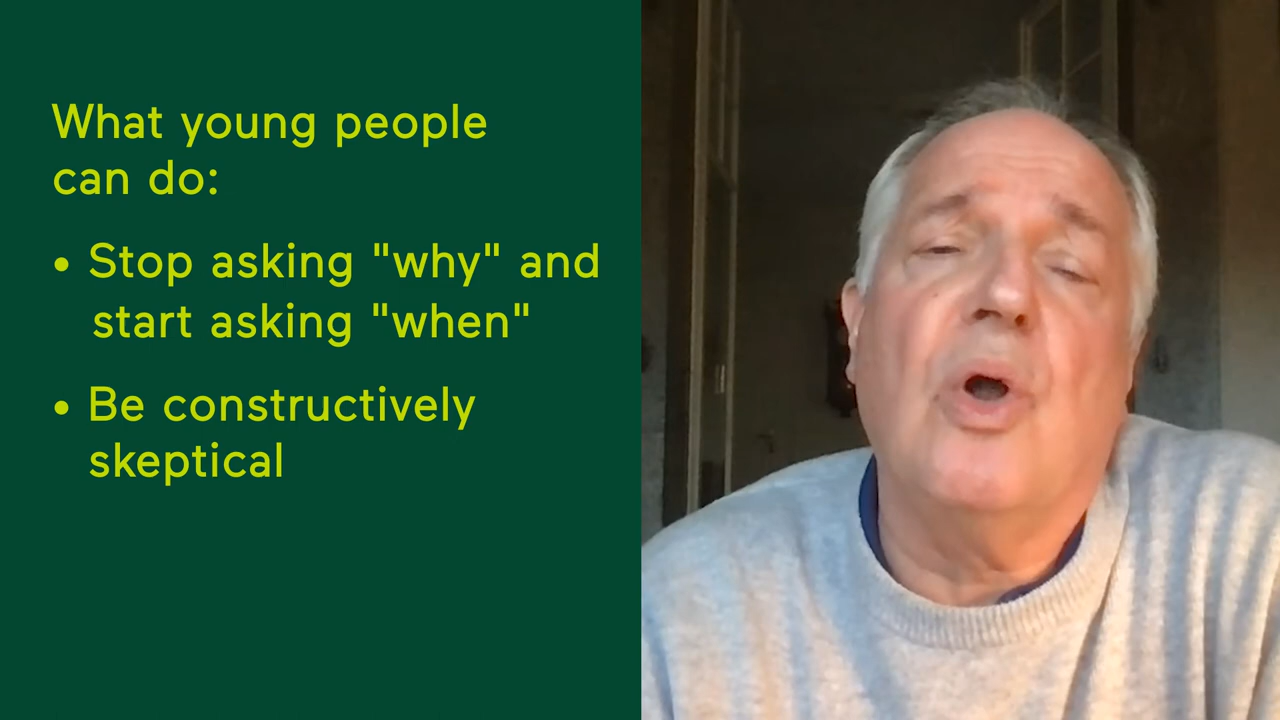 What young people
can do:
• Stop asking "why" and
start asking "when"
• Be constructively
skeptical